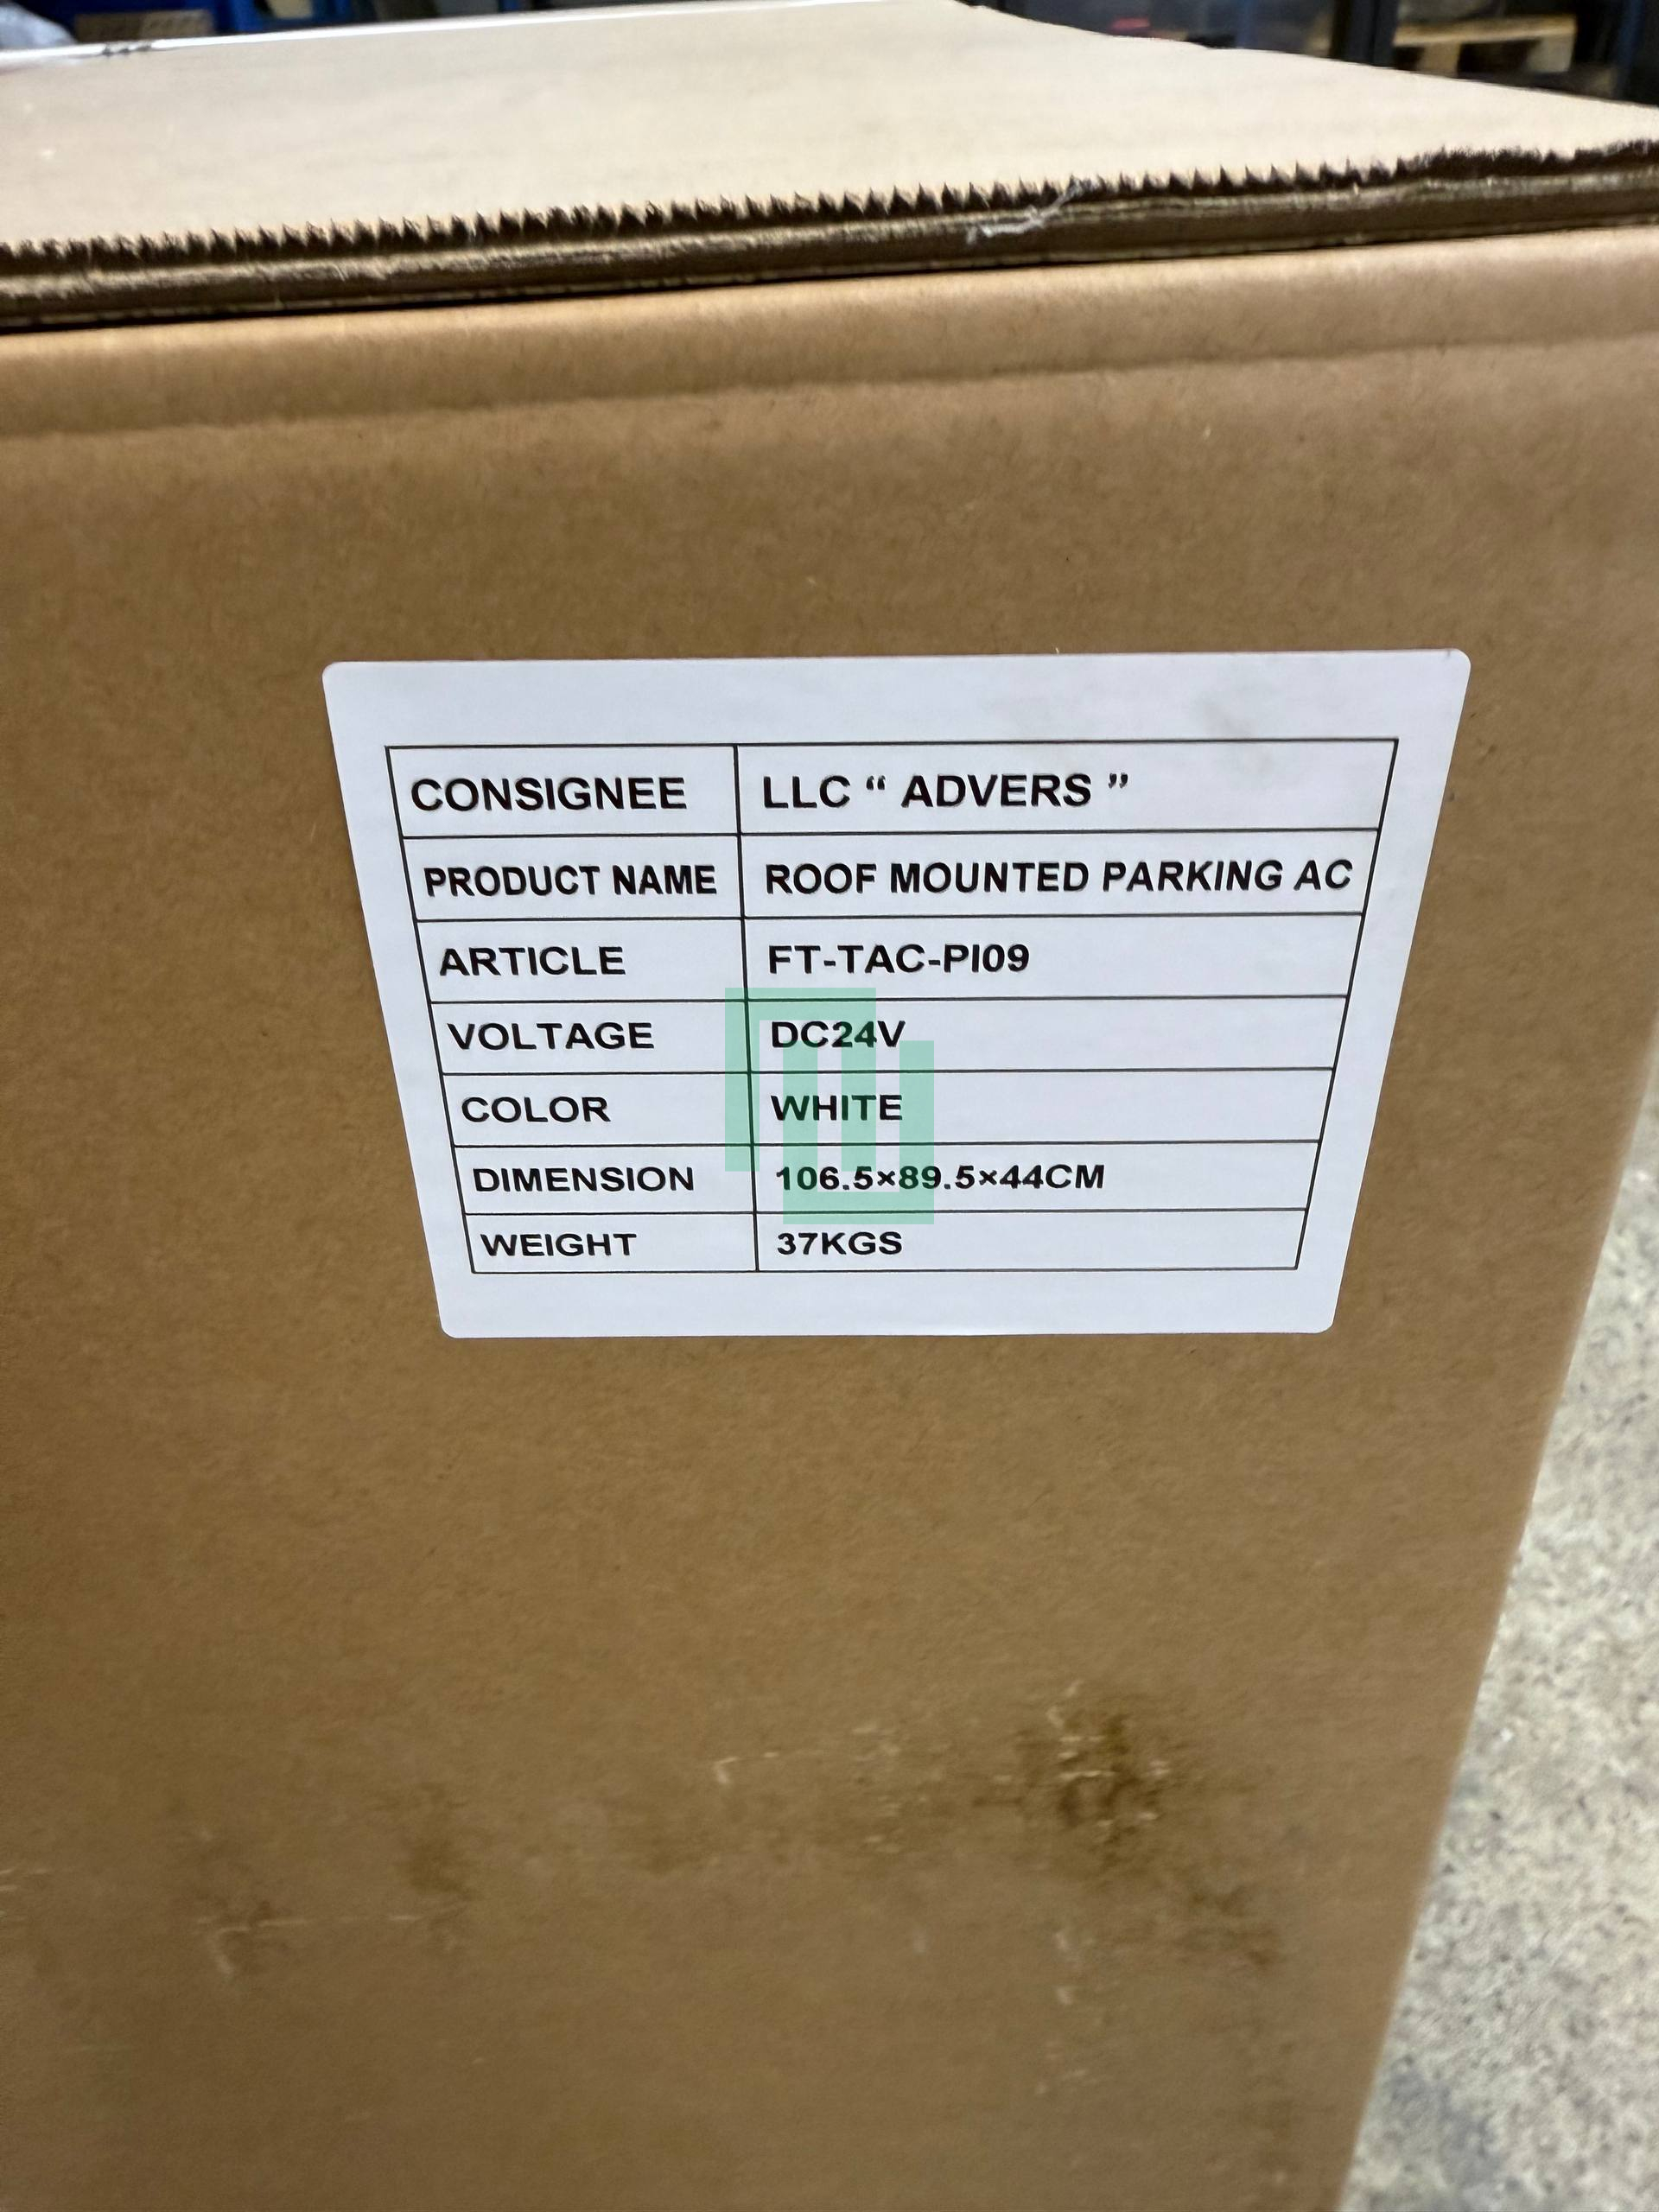 CONSIGNEE LLC “ ADVERS ”
PRODUCT NAME ROOF MOUNTED PARKING AC
ARTICLE FT-TAC-PI09
VOLTAGE DC24V
COLOR WHITE
DIMENSION 106.5×89.5×44CM
WEIGHT 37KGS